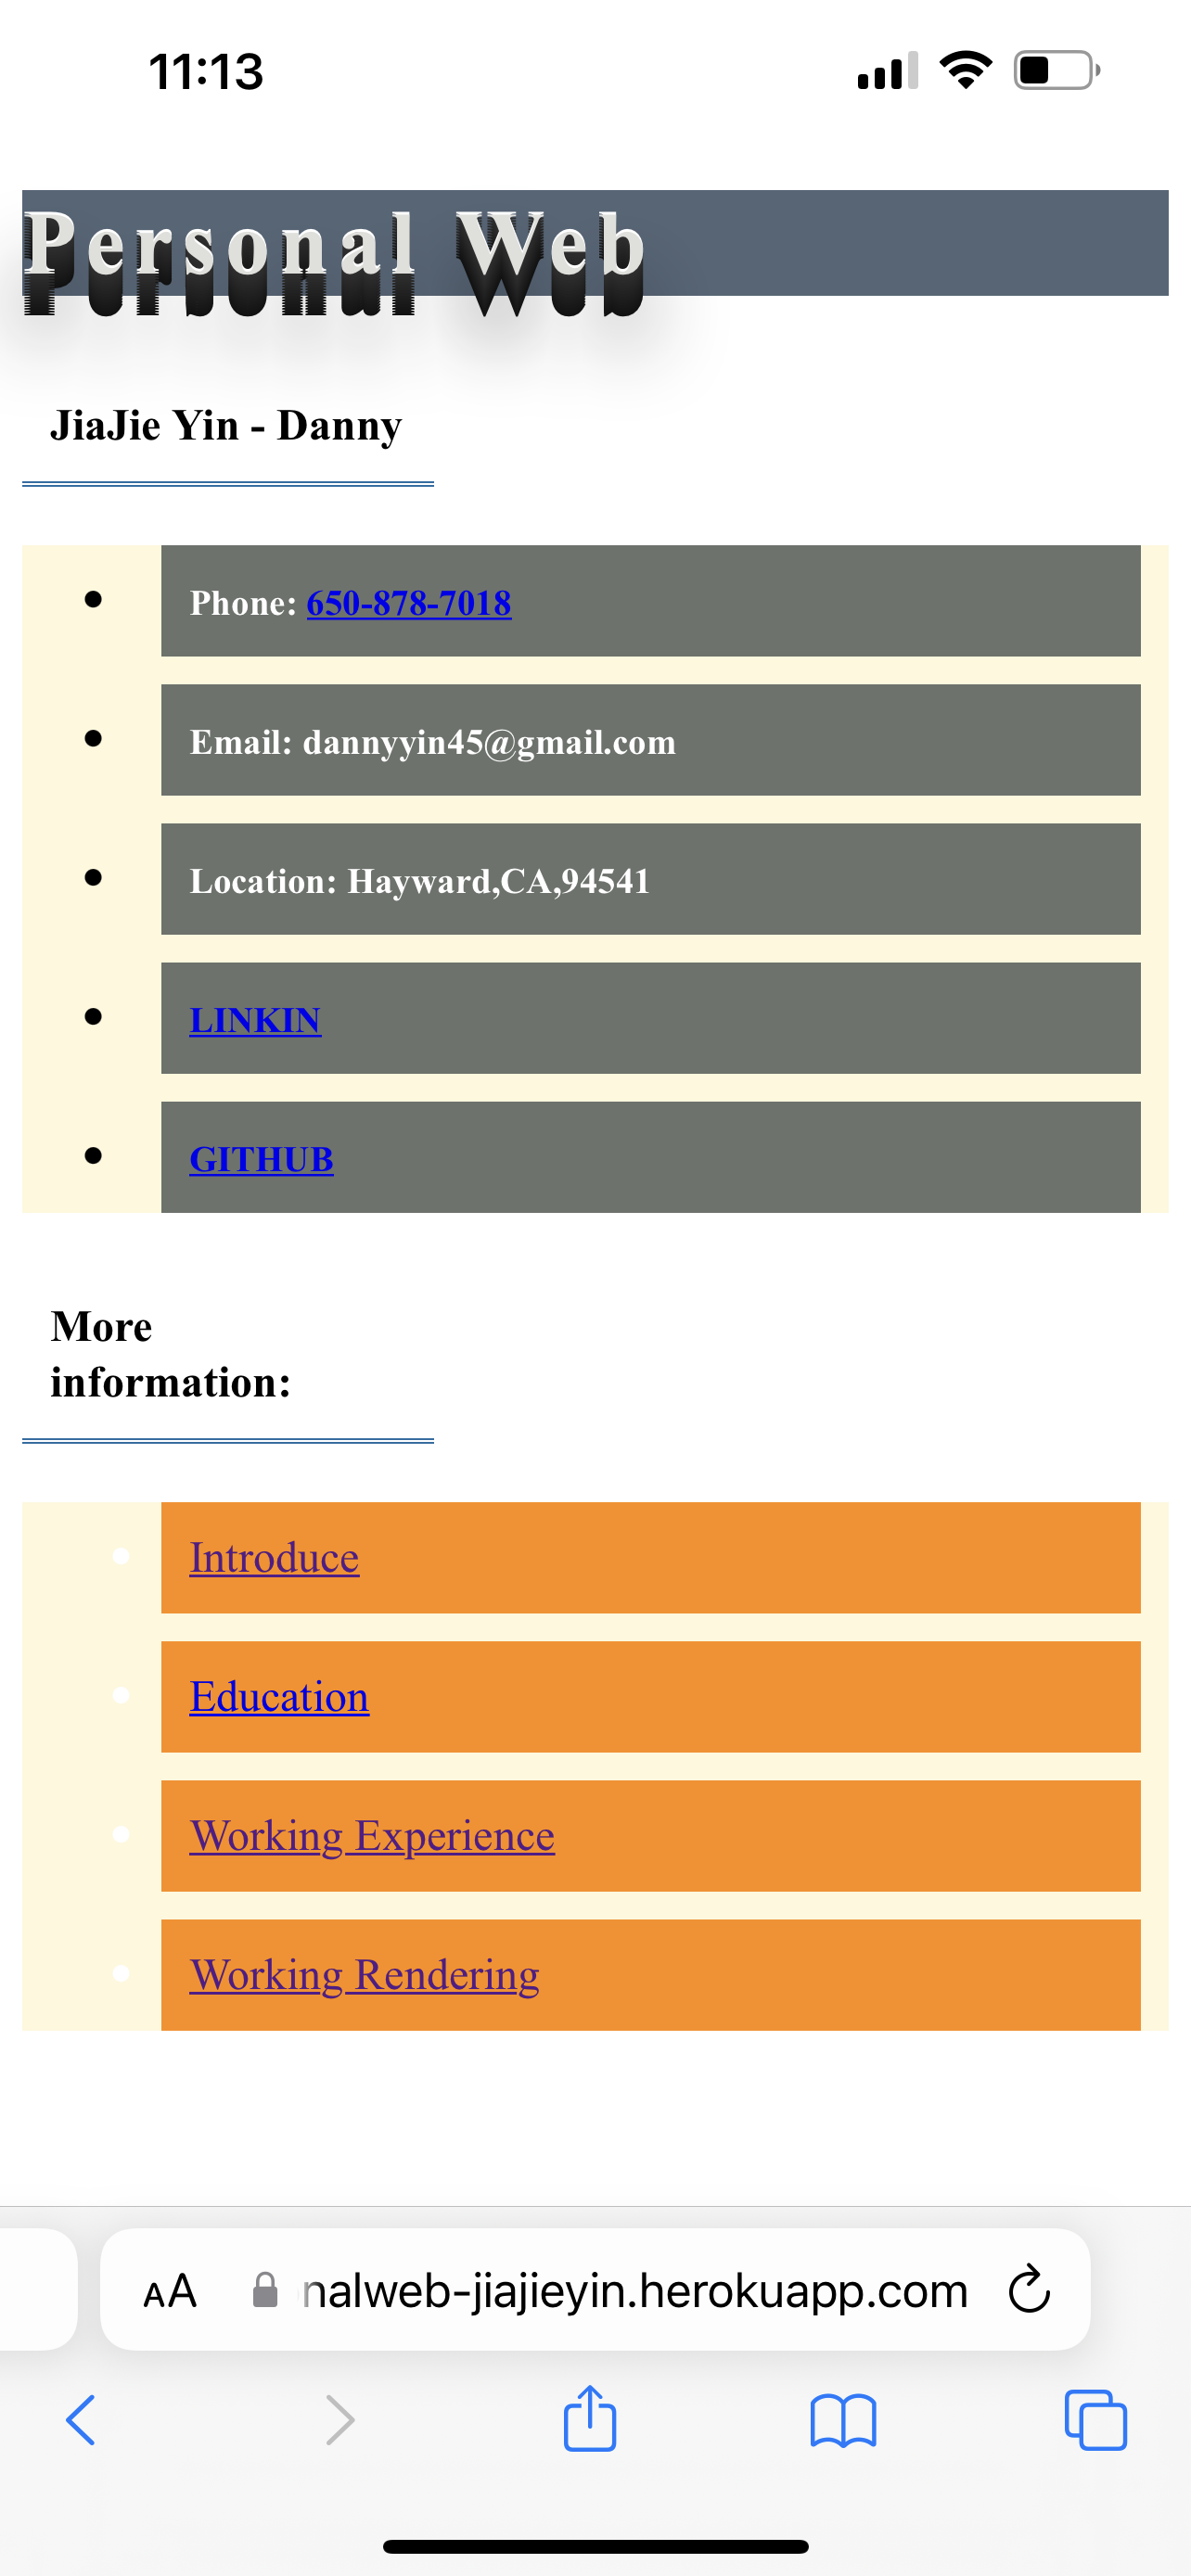 11:13
Personal Web
JiaJie Yin - Danny
Phone: 650-878-7018
Email: dannyyin45@gmail.com
Location: Hayward,CA,94541
LINKIN
GITHUB
More
information:
Introduce
Education
Working Experience
Working Rendering
AA nalweb-jiajieyin.herokuapp.com